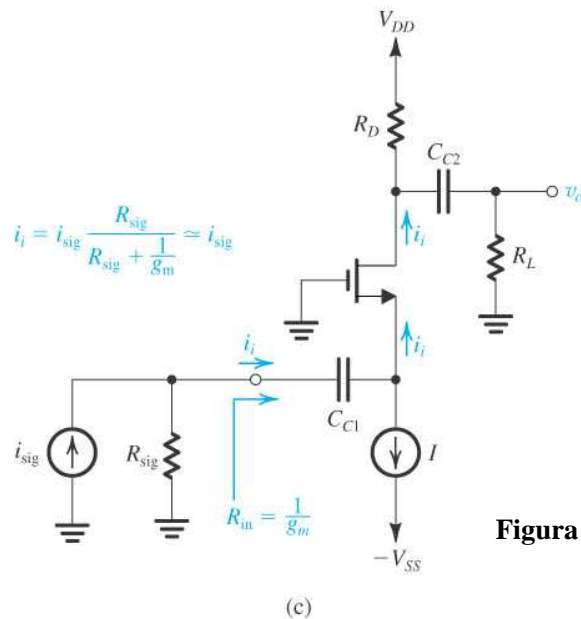 V_DD
R_D
C_C2
v_o
i_i = i_sig R_sig / (R_sig + 1/g_m) ≃ i_sig
i_i
R_L
i_i
i_i
C_C1
i_sig
R_sig
I
R_in = 1/g_m
Figura
−V_SS
(c)